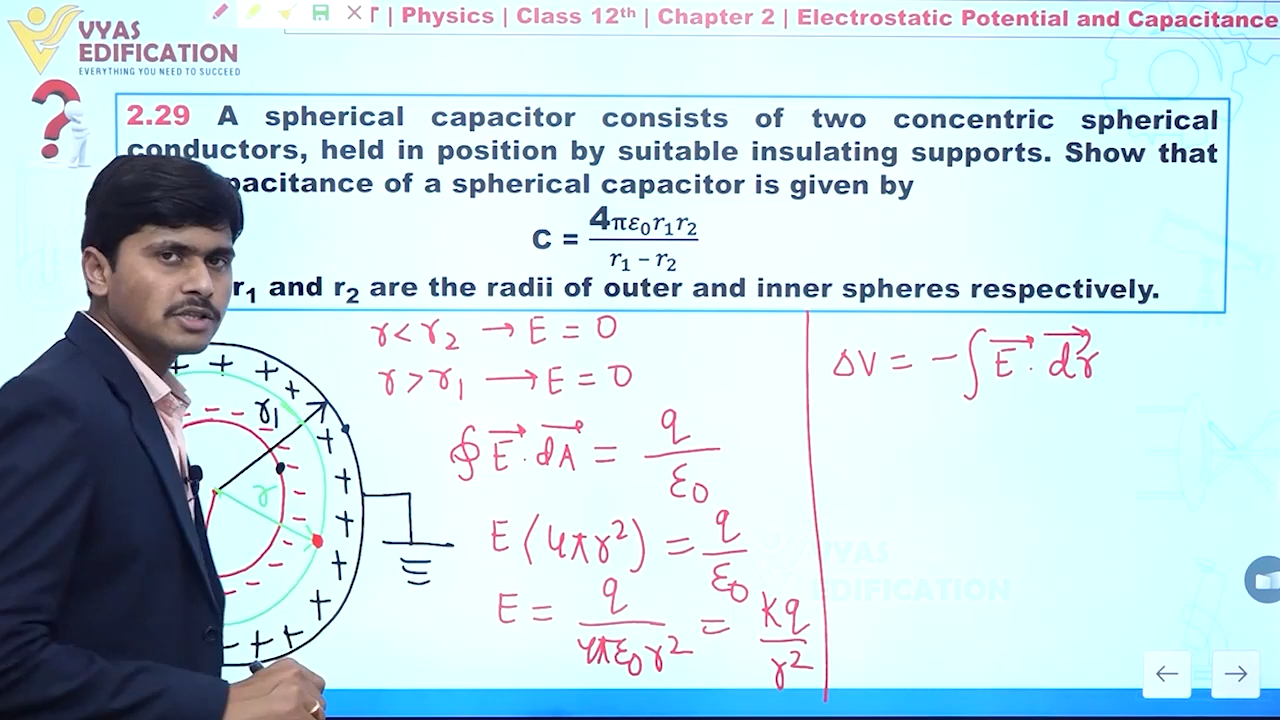 VYAS
EDIFICATION
EVERYTHING YOU NEED TO SUCCEED
T | Physics | Class 12th | Chapter 2 | Electrostatic Potential and Capacitance
2.29 A spherical capacitor consists of two concentric spherical
conductors, held in position by suitable insulating supports. Show that
capacitance of a spherical capacitor is given by
C = 4πε₀r₁r₂ / r₁ − r₂
r₁ and r₂ are the radii of outer and inner spheres respectively.
r < r₂ → E = 0
r > r₁ → E = 0
∮ E⃗ . dA⃗ = q / ε₀
E (4πr²) = q / ε₀
E = q / 4πε₀r² = kq / r²
ΔV = − ∫ E⃗ . dr⃗
r₁
r
VYAS
EDIFICATION